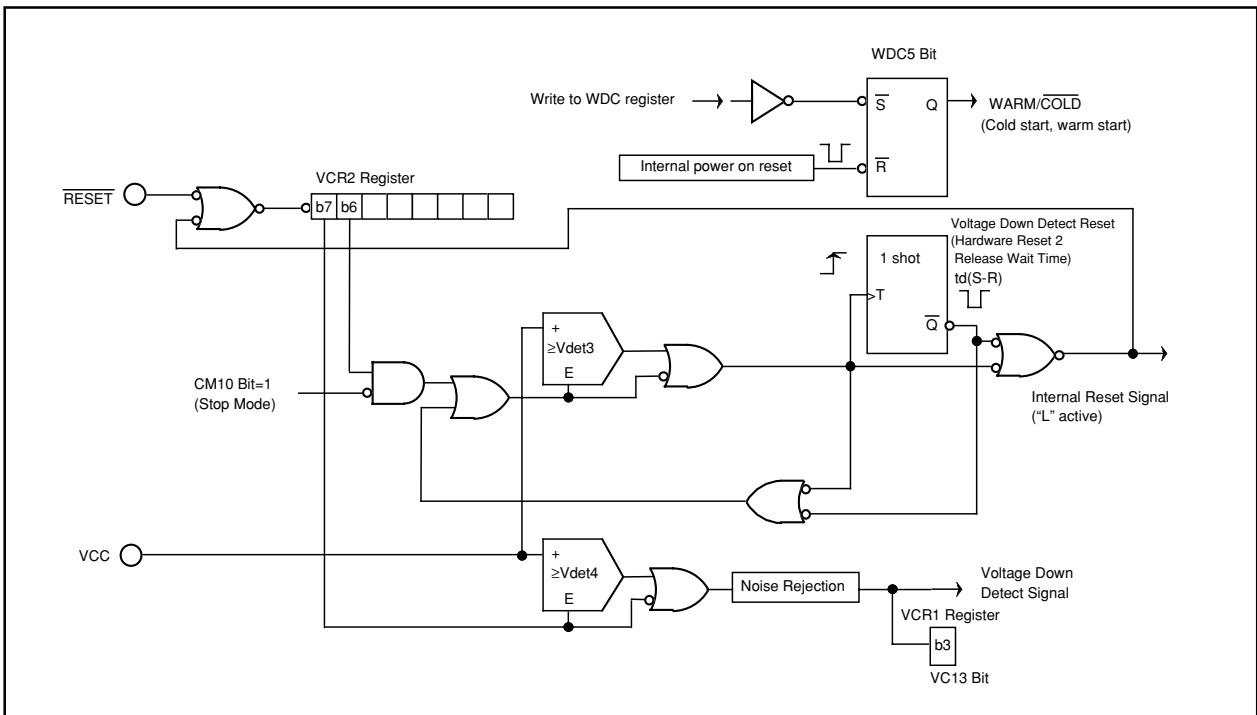 WDC5 Bit
Write to WDC register
S
Q
WARM/COLD
(Cold start, warm start)
Internal power on reset
R
RESET
VCR2 Register
b7 b6
Voltage Down Detect Reset
(Hardware Reset 2
Release Wait Time)
td(S-R)
1 shot
>T
Q
+
≥Vdet3
E
CM10 Bit=1
(Stop Mode)
Internal Reset Signal
(“L” active)
VCC
+
≥Vdet4
E
Noise Rejection
Voltage Down
Detect Signal
VCR1 Register
b3
VC13 Bit